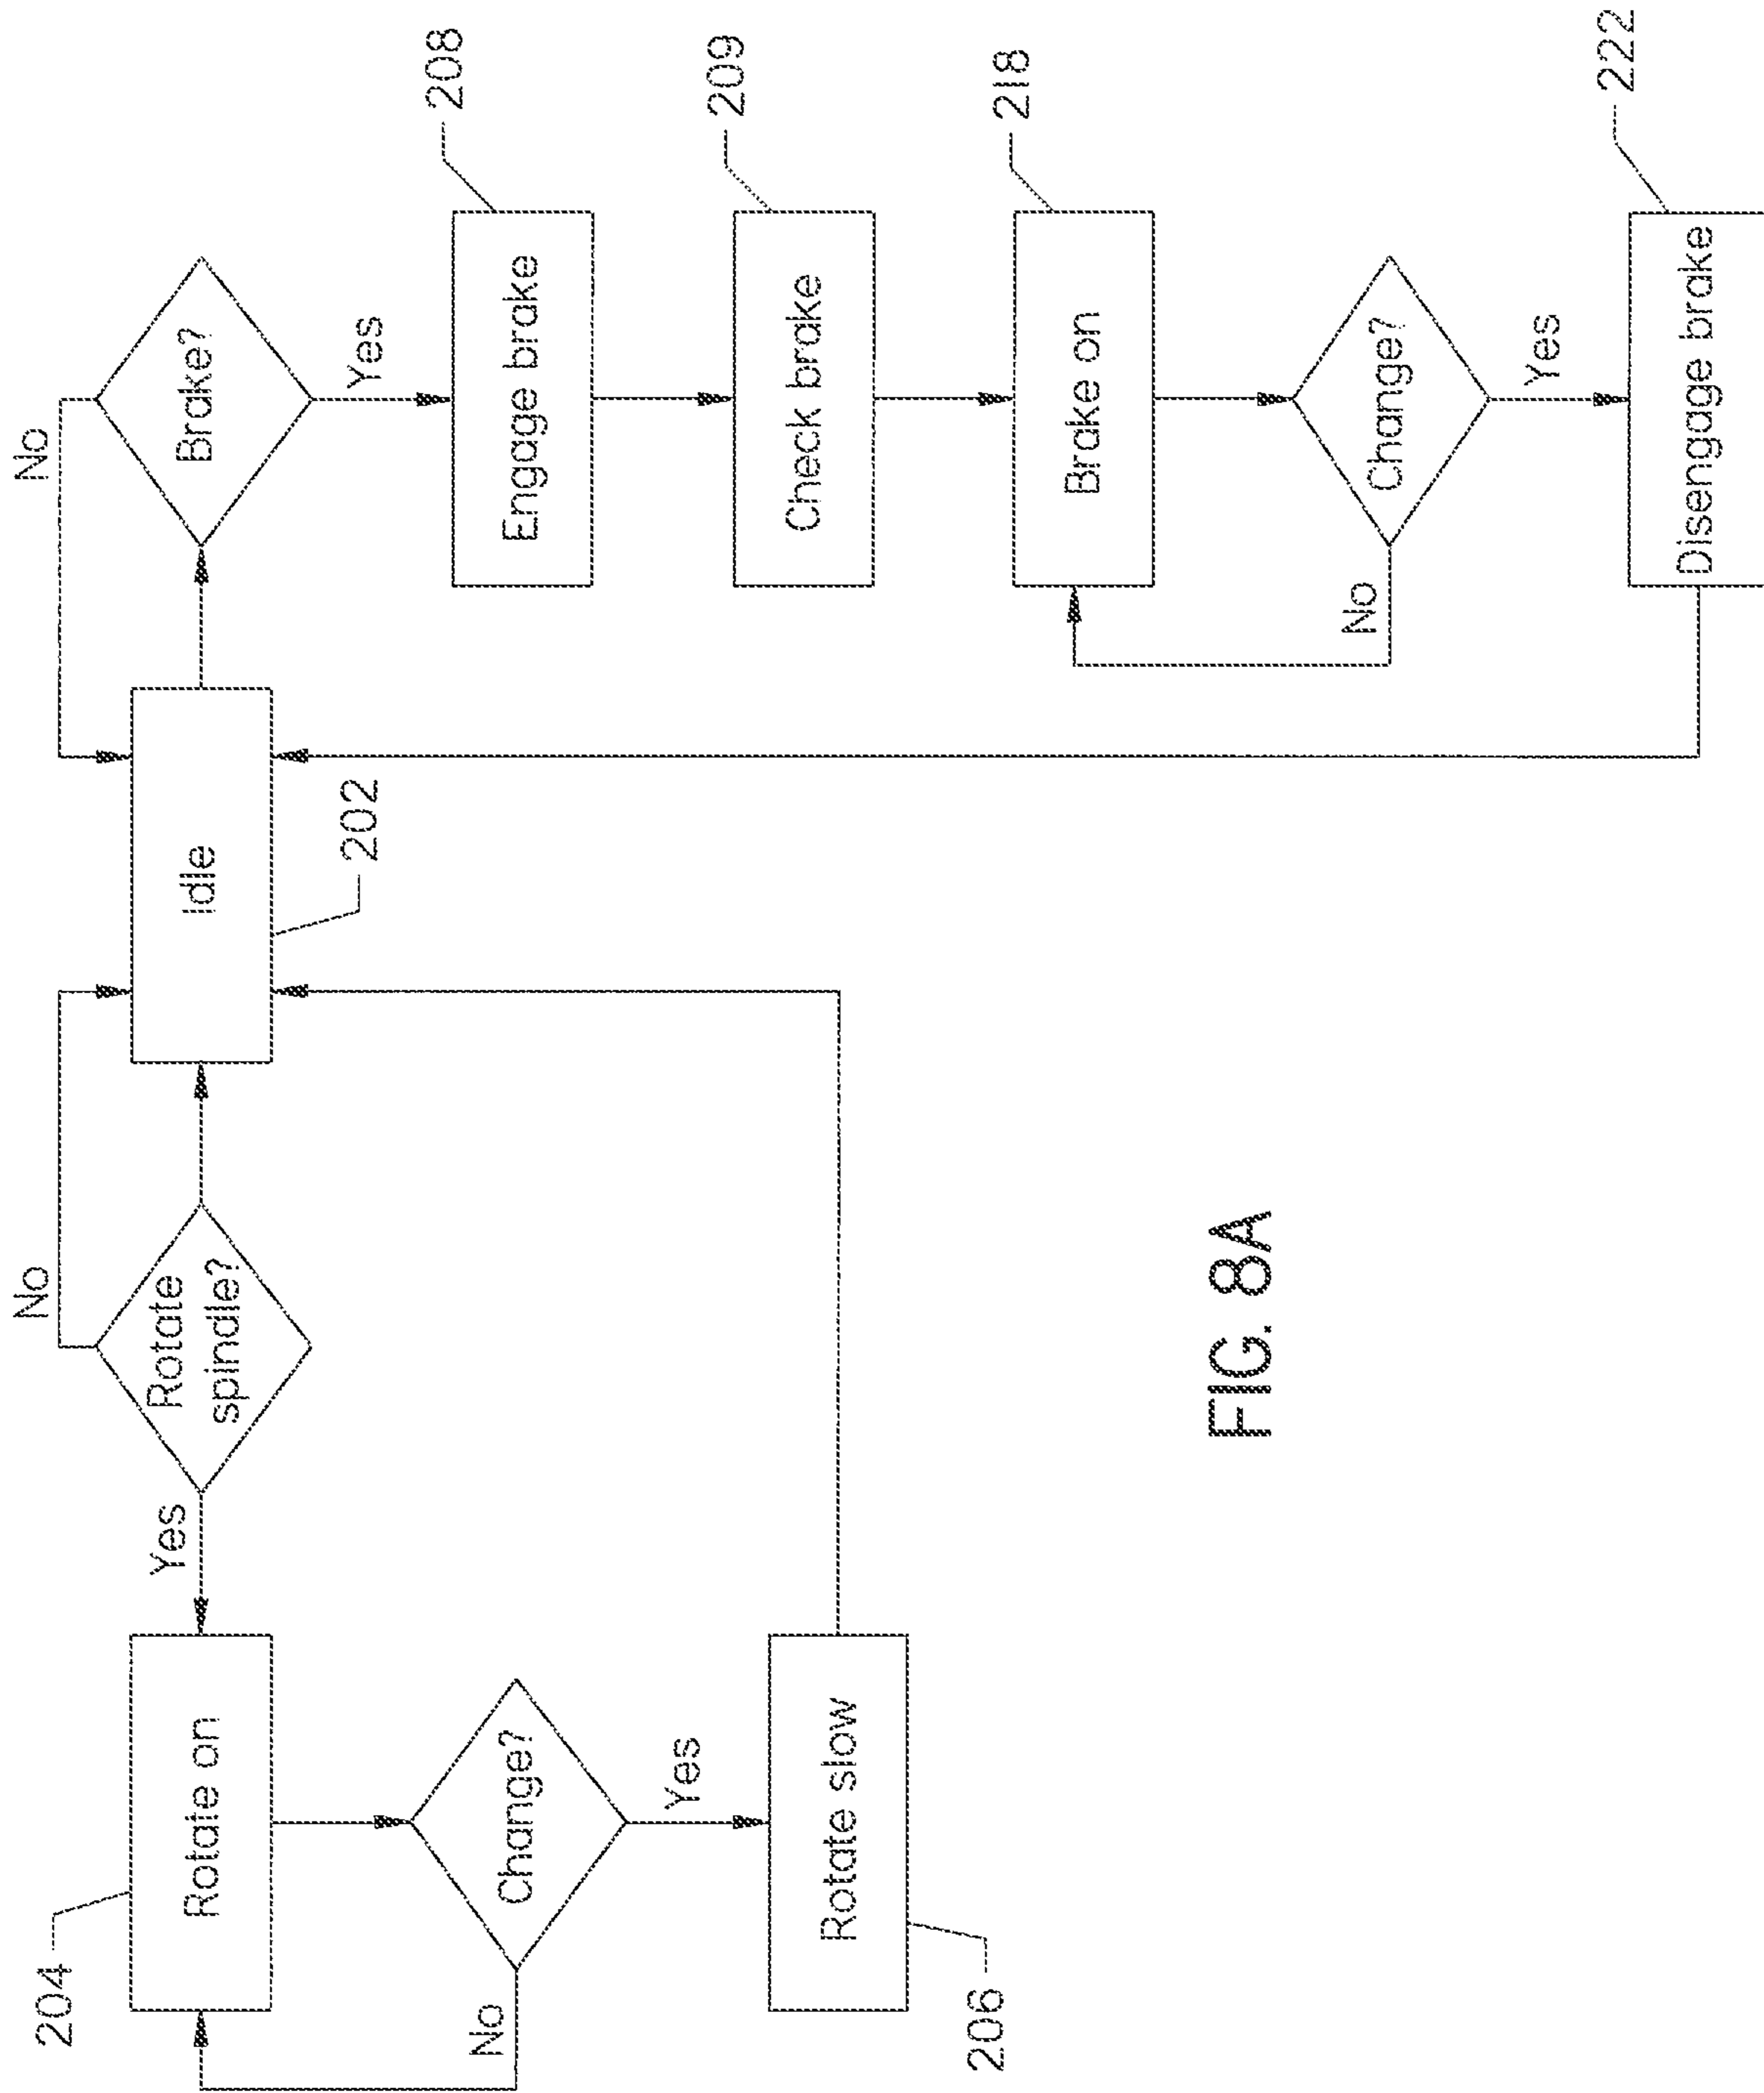 No
No
Yes
Rotate
spindle?
Idle
Brake?
204
Rotate on
202
Yes
Engage brake
208
No
Change?
Yes
Check brake
209
206
Rotate slow
Brake on
218
No
Change?
Yes
Disengage brake
222
FIG. 8A